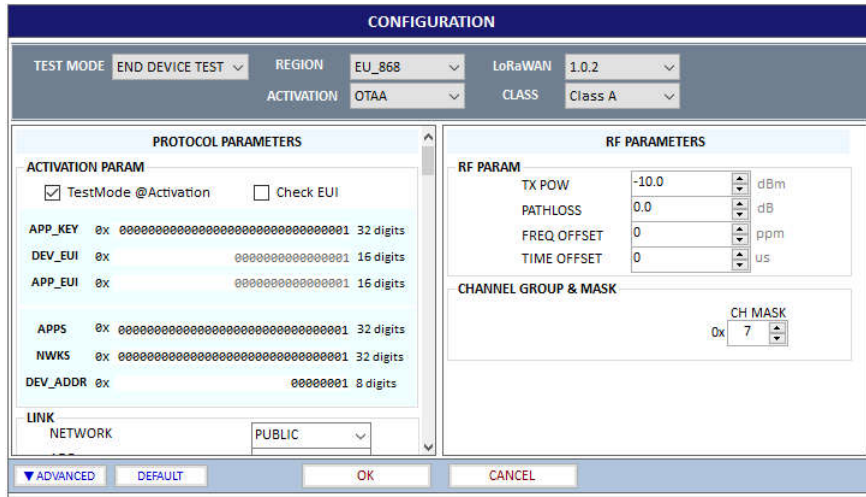 CONFIGURATION
TEST MODE END DEVICE TEST REGION EU_868 LoRaWAN 1.0.2
ACTIVATION OTAA CLASS Class A
PROTOCOL PARAMETERS
ACTIVATION PARAM
TestMode @Activation Check EUI
APP_KEY 0x 00000000000000000000000000000001 32 digits
DEV_EUI 0x 0000000000000001 16 digits
APP_EUI 0x 0000000000000001 16 digits
APPS 0x 00000000000000000000000000000001 32 digits
NWKS 0x 00000000000000000000000000000001 32 digits
DEV_ADDR 0x 00000001 8 digits
LINK
NETWORK PUBLIC
RF PARAMETERS
RF PARAM
TX POW -10.0 dBm
PATHLOSS 0.0 dB
FREQ OFFSET 0 ppm
TIME OFFSET 0 us
CHANNEL GROUP & MASK
CH MASK
0x 7
▼ ADVANCED DEFAULT OK CANCEL